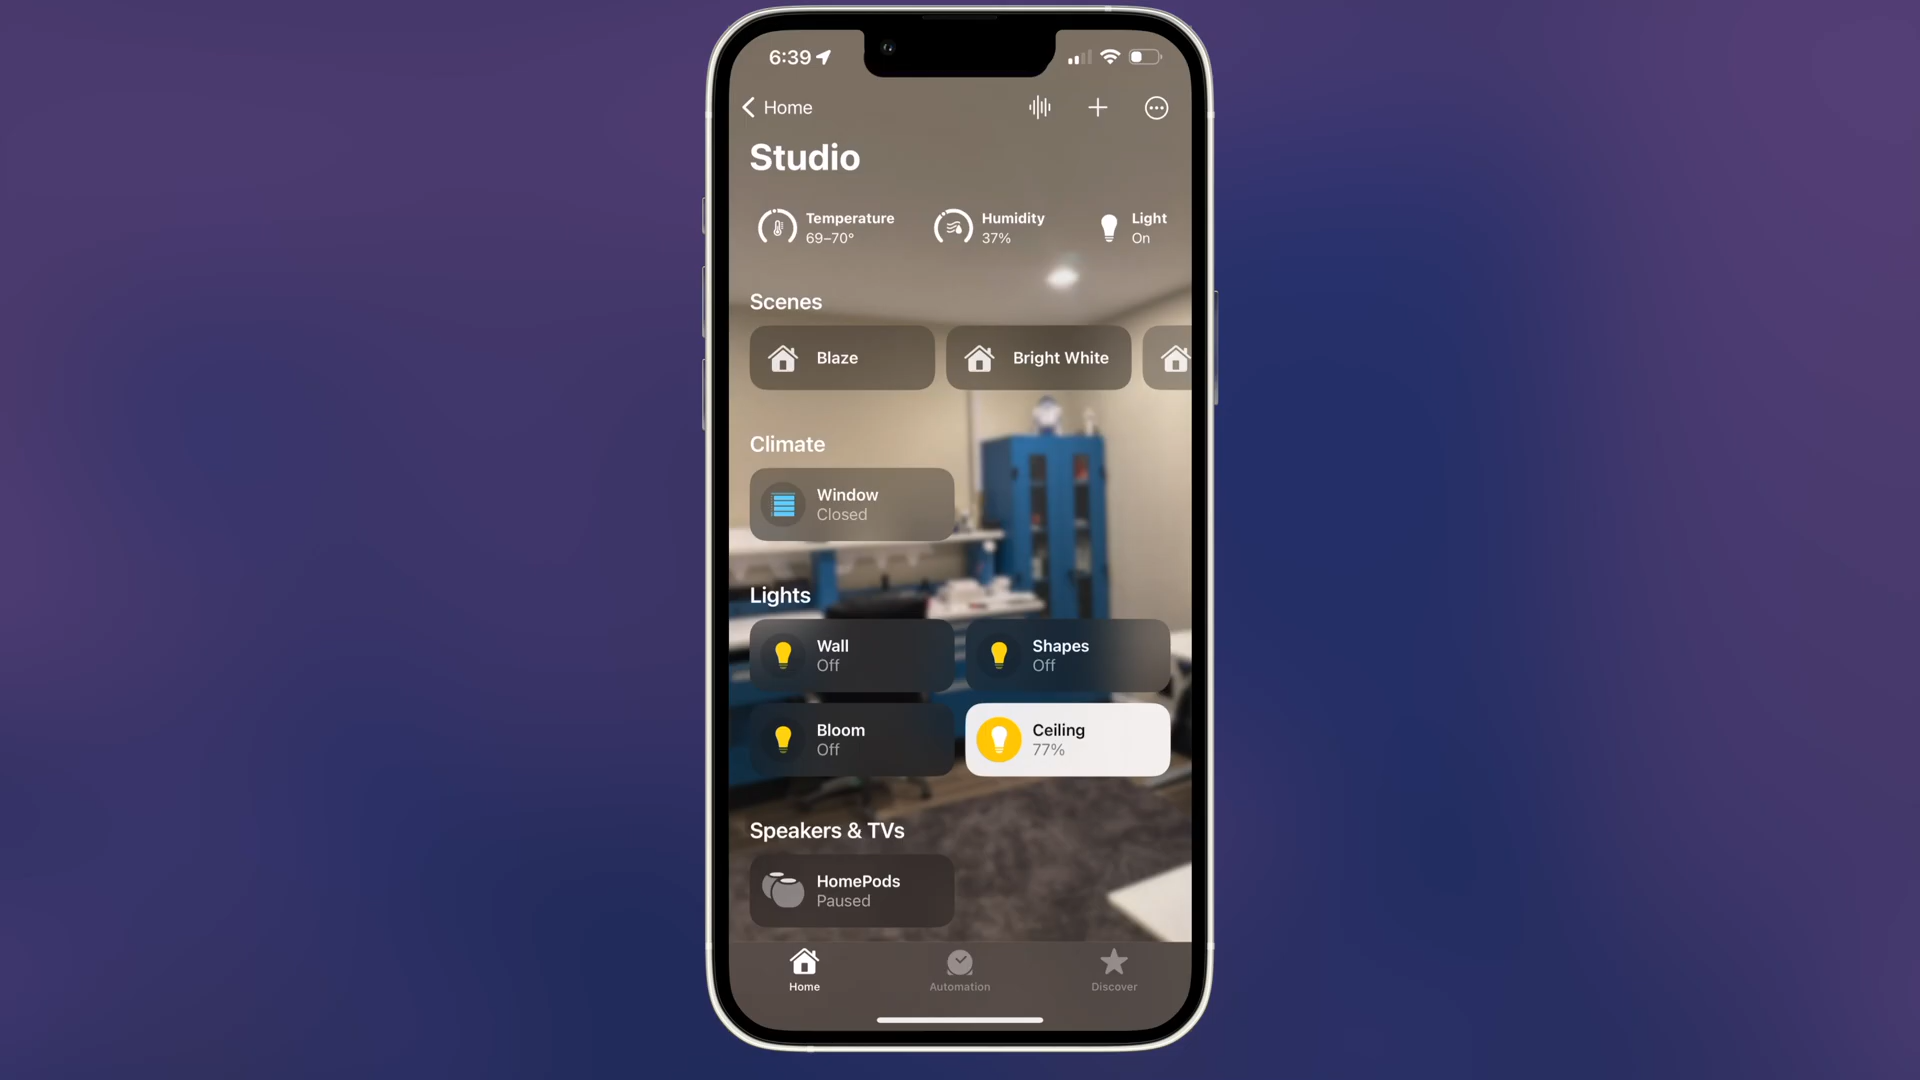 6:39
Home
Studio
Temperature
69–70°
Humidity
37%
Light
On
Scenes
Blaze
Bright White
Climate
Window
Closed
Lights
Wall
Off
Shapes
Off
Bloom
Off
Ceiling
77%
Speakers & TVs
HomePods
Paused
Home
Automation
Discover